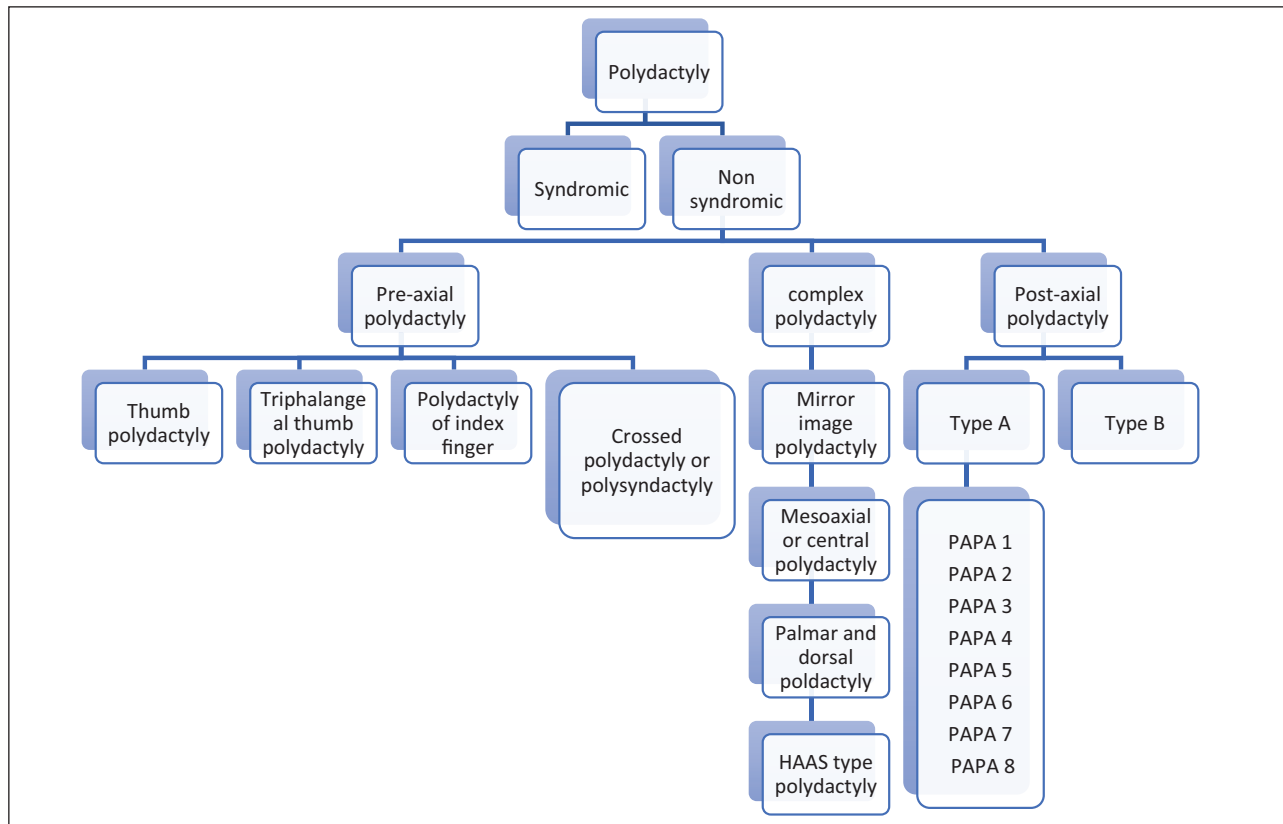 Polydactyly
Syndromic
Non
syndromic
Pre-axial
polydactyly
complex
polydactyly
Post-axial
polydactyly
Thumb
polydactyly
Triphalange
al thumb
polydactyly
Polydactyly
of index
finger
Crossed
polydactyly or
polysyndactyly
Mirror
image
polydactyly
Type A
Type B
Mesoaxial
or central
polydactyly
Palmar and
dorsal
poldactyly
HAAS type
polydactyly
PAPA 1
PAPA 2
PAPA 3
PAPA 4
PAPA 5
PAPA 6
PAPA 7
PAPA 8